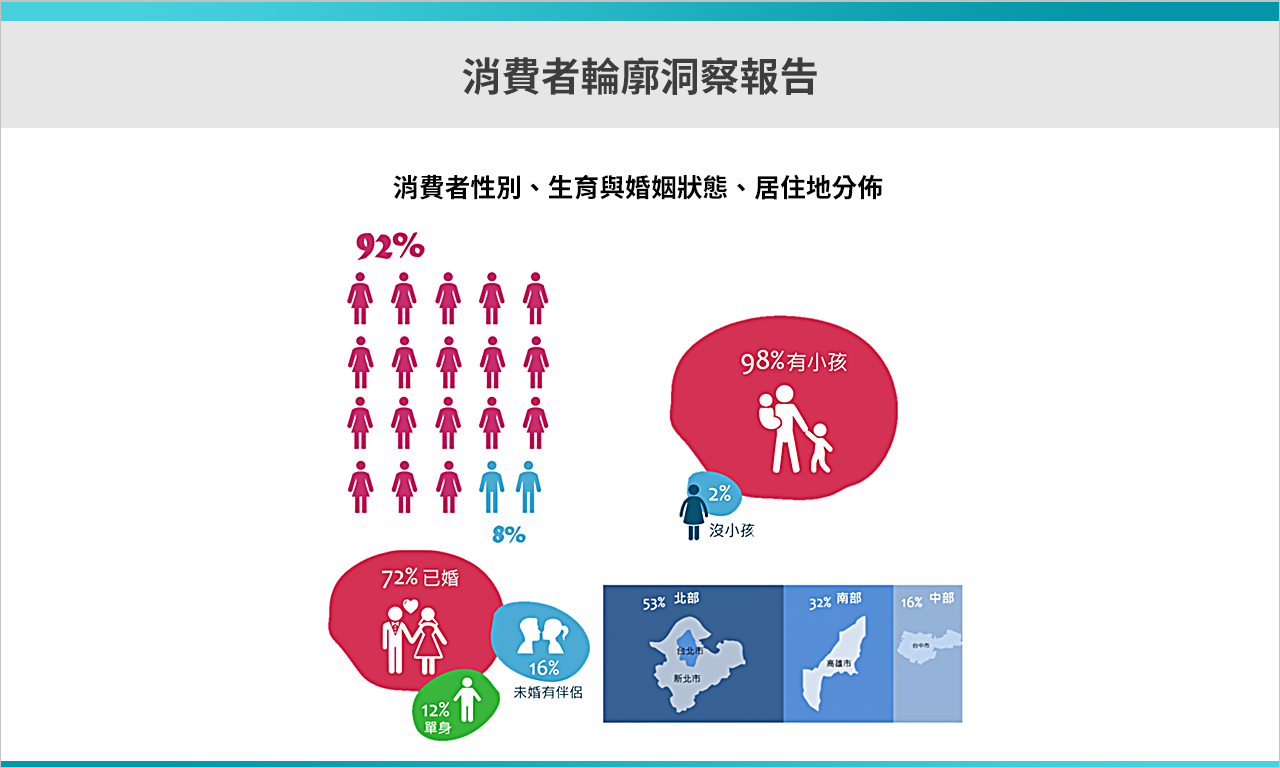 消費者輪廓洞察報告
消費者性別、生育與婚姻狀態、居住地分佈
92%
8%
98%有小孩
2%
沒小孩
72% 已婚
16%
未婚有伴侶
12%
單身
53% 北部
台北市
新北市
32% 南部
高雄市
16% 中部
台中市